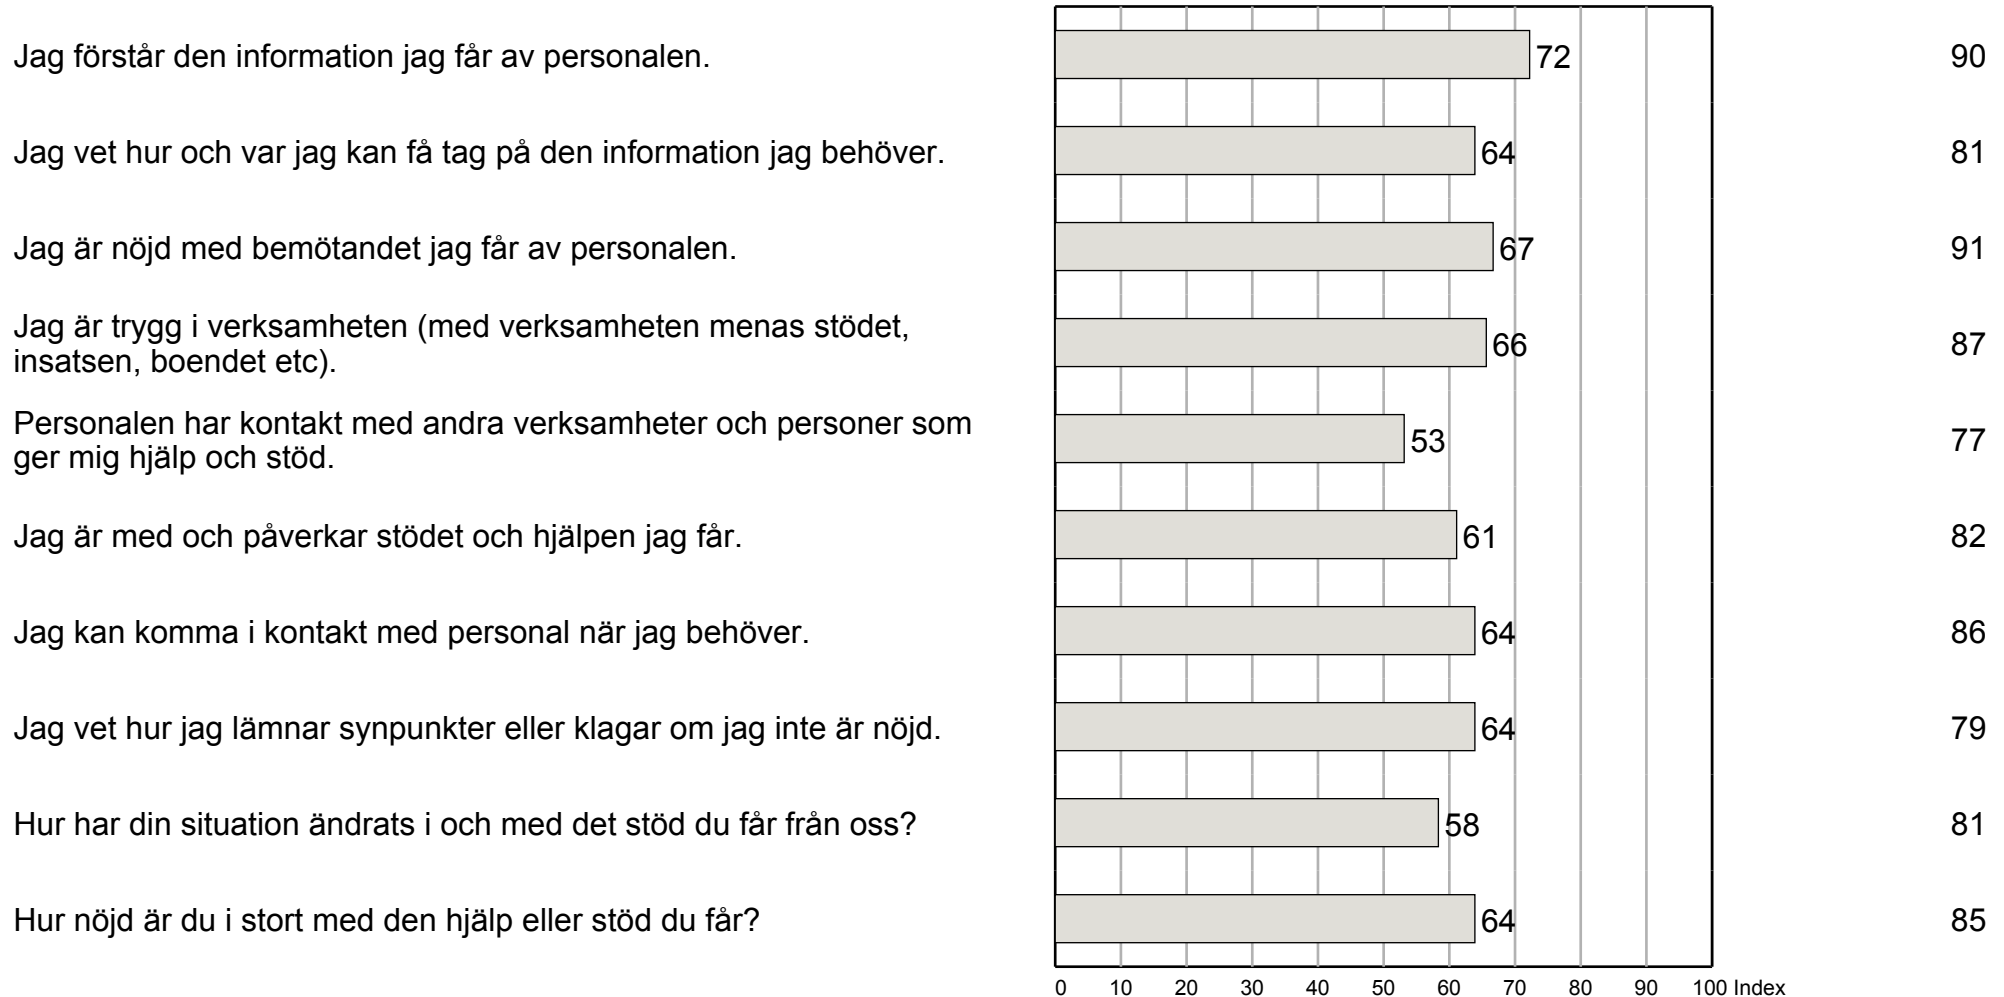 Jag förstår den information jag får av personalen. 72 90
Jag vet hur och var jag kan få tag på den information jag behöver. 64 81
Jag är nöjd med bemötandet jag får av personalen. 67 91
Jag är trygg i verksamheten (med verksamheten menas stödet,
insatsen, boendet etc). 66 87
Personalen har kontakt med andra verksamheter och personer som
ger mig hjälp och stöd. 53 77
Jag är med och påverkar stödet och hjälpen jag får. 61 82
Jag kan komma i kontakt med personal när jag behöver. 64 86
Jag vet hur jag lämnar synpunkter eller klagar om jag inte är nöjd. 64 79
Hur har din situation ändrats i och med det stöd du får från oss? 58 81
Hur nöjd är du i stort med den hjälp eller stöd du får? 64 85
0 10 20 30 40 50 60 70 80 90 100 Index